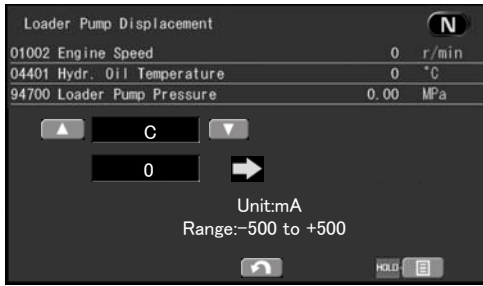 Loader Pump Displacement N
01002 Engine Speed 0 r/min
04401 Hydr. Oil Temperature 0 °C
94700 Loader Pump Pressure 0.00 MPa
C
0
Unit:mA
Range:-500 to +500
HOLD